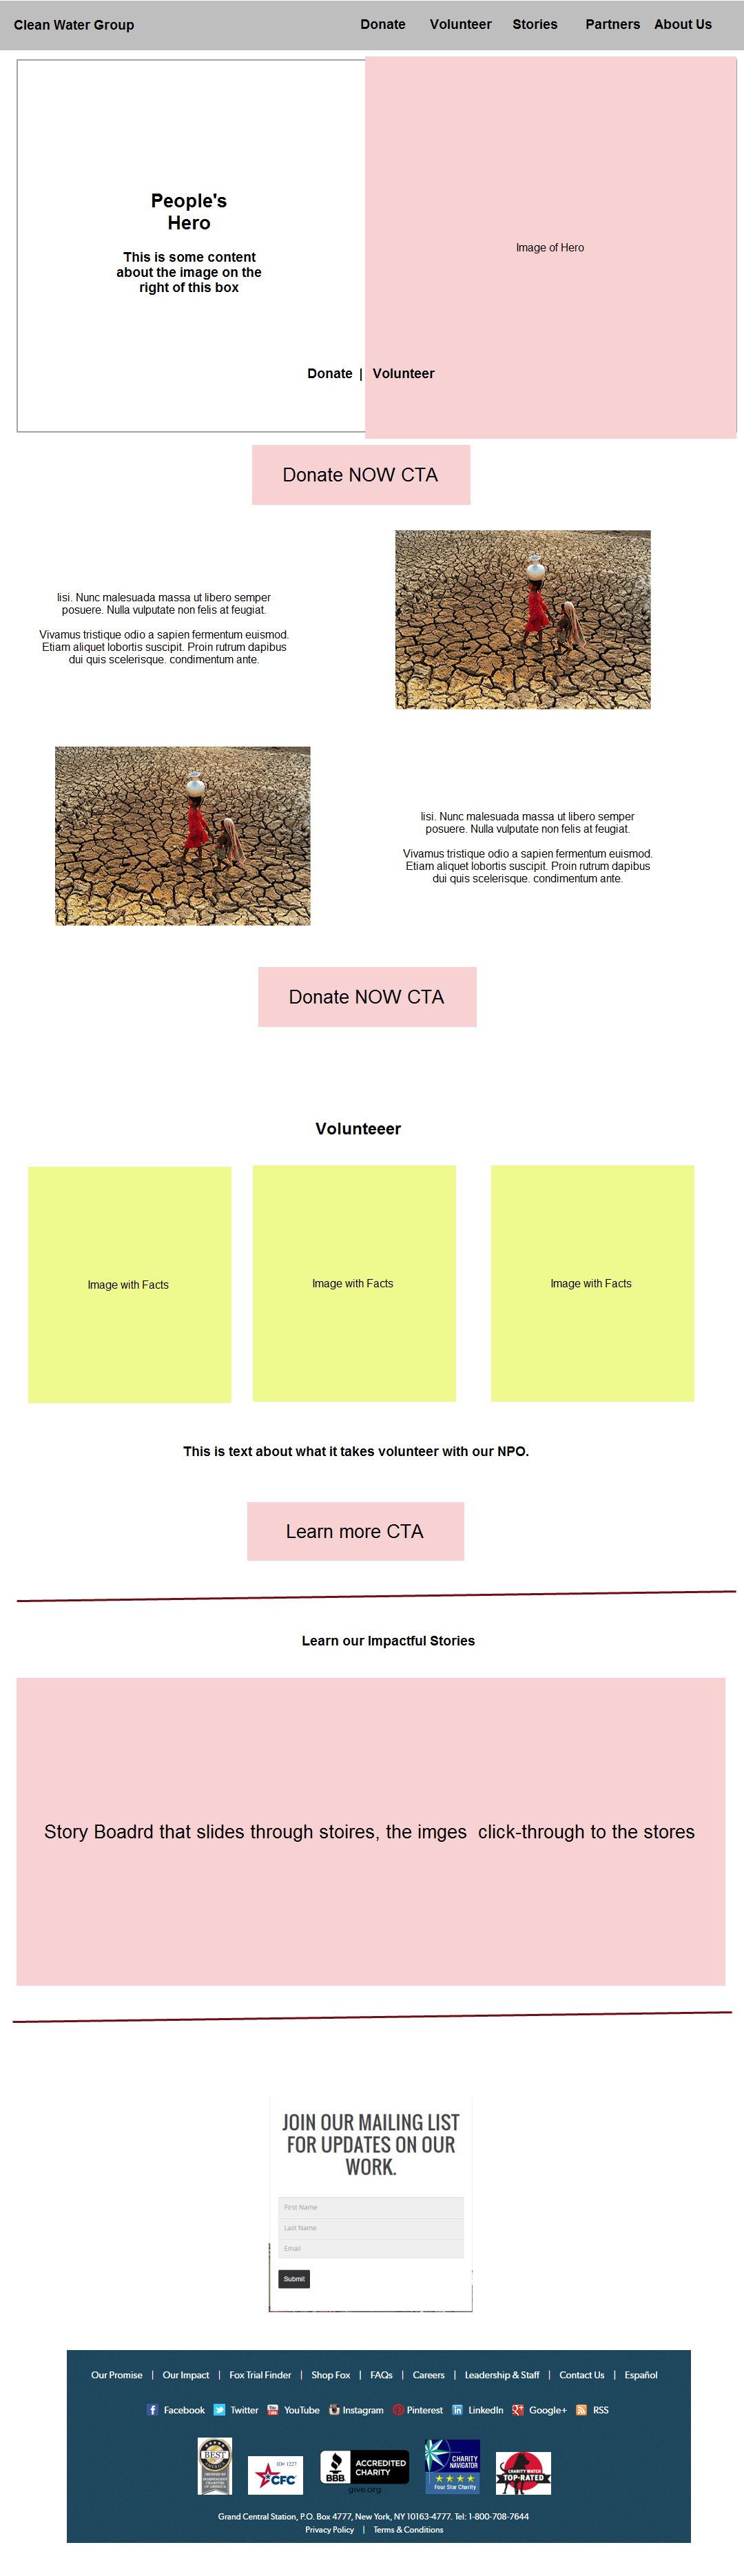 Clean Water Group Donate Volunteer Stories Partners About Us
People's
Hero
This is some content
about the image on the
right of this box
Image of Hero
Donate | Volunteer
Donate NOW CTA
lisi. Nunc malesuada massa ut libero semper
posuere. Nulla vulputate non felis at feugiat.
Vivamus tristique odio a sapien fermentum euismod.
Etiam aliquet lobortis suscipit. Proin rutrum dapibus
dui quis scelerisque. condimentum ante.
lisi. Nunc malesuada massa ut libero semper
posuere. Nulla vulputate non felis at feugiat.
Vivamus tristique odio a sapien fermentum euismod.
Etiam aliquet lobortis suscipit. Proin rutrum dapibus
dui quis scelerisque. condimentum ante.
Donate NOW CTA
Volunteeer
Image with Facts
Image with Facts
Image with Facts
This is text about what it takes volunteer with our NPO.
Learn more CTA
Learn our Impactful Stories
Story Boadrd that slides through stoires, the imges click-through to the stores
JOIN OUR MAILING LIST
FOR UPDATES ON OUR
WORK.
First Name
Last Name
Email
Submit
Our Promise | Our Impact | Fox Trial Finder | Shop Fox | FAQs | Careers | Leadership & Staff | Contact Us | Español
Facebook Twitter YouTube Instagram Pinterest LinkedIn Google+ RSS
BEST
ID# 1227
CFC
BBB
ACCREDITED
CHARITY
give.org
CHARITY
NAVIGATOR
Four Star Charity
CHARITY WATCH
TOP-RATED
Grand Central Station, P.O. Box 4777, New York, NY 10163-4777. Tel: 1-800-708-7644
Privacy Policy | Terms & Conditions